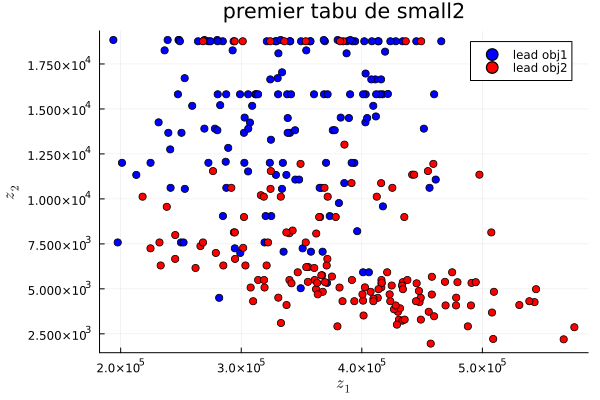 premier tabu de small2
lead obj1
lead obj2
1.750×10⁴
1.500×10⁴
1.250×10⁴
1.000×10⁴
7.500×10³
5.000×10³
2.500×10³
z₂
2.0×10⁵ 3.0×10⁵ 4.0×10⁵ 5.0×10⁵
z₁